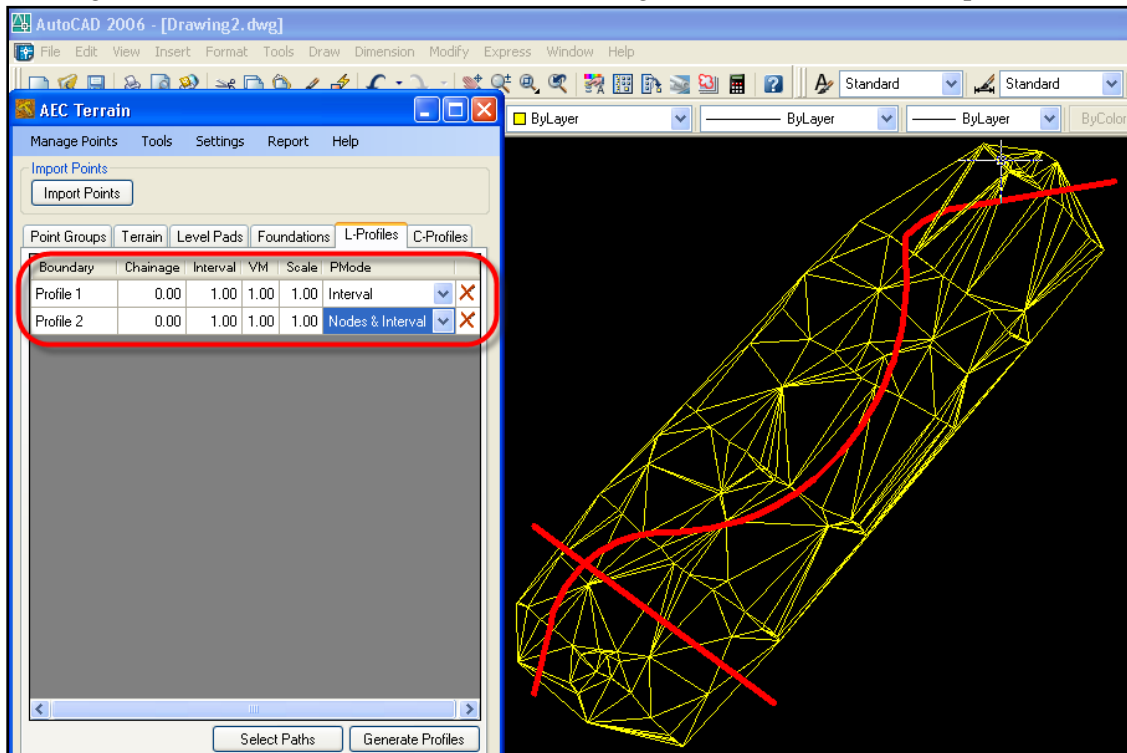 AutoCAD 2006 - [Drawing2.dwg]
File Edit View Insert Format Tools Draw Dimension Modify Express Window Help
Standard Standard
AEC Terrain
ByLayer ByLayer ByLayer ByColor
Manage Points Tools Settings Report Help
Import Points
Import Points
Point Groups Terrain Level Pads Foundations L-Profiles C-Profiles
Boundary Chainage Interval VM Scale PMode
Profile 1 0.00 1.00 1.00 1.00 Interval
Profile 2 0.00 1.00 1.00 1.00 Nodes & Interval
Select Paths Generate Profiles